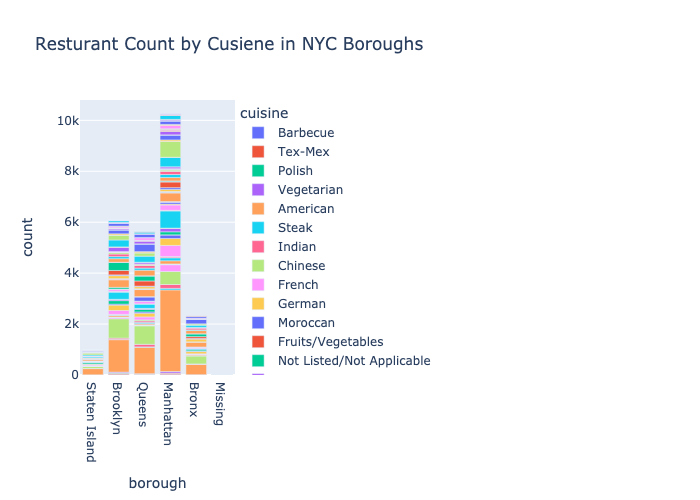 Resturant Count by Cusiene in NYC Boroughs
cuisine
Barbecue
Tex-Mex
Polish
Vegetarian
American
Steak
Indian
Chinese
French
German
Moroccan
Fruits/Vegetables
Not Listed/Not Applicable
10k
8k
6k
4k
2k
0
count
Staten Island
Brooklyn
Queens
Manhattan
Bronx
Missing
borough